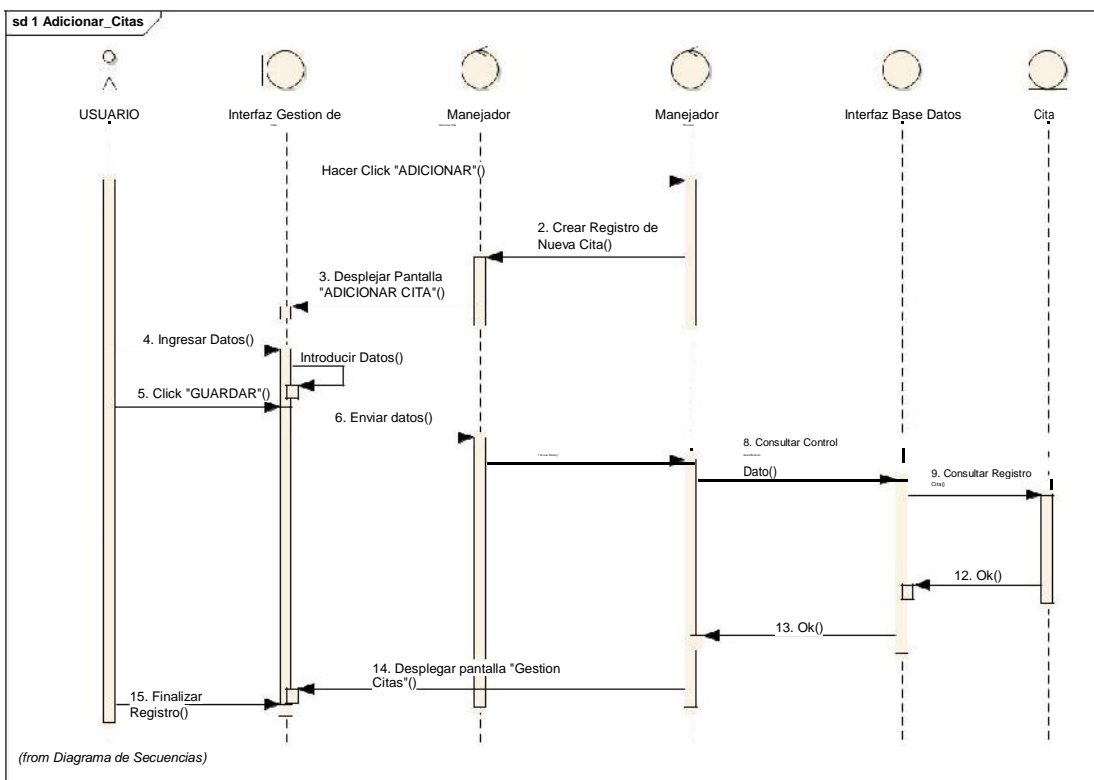 sd 1 Adicionar_Citas
USUARIO
Interfaz Gestion de
Manejador
Manejador
Interfaz Base Datos
Cita
Hacer Click "ADICIONAR"()
2. Crear Registro de
Nueva Cita()
3. Desplejar Pantalla
"ADICIONAR CITA"()
4. Ingresar Datos()
Introducir Datos()
5. Click "GUARDAR"()
6. Enviar datos()
8. Consultar Control
Dato()
9. Consultar Registro
Cita()
12. Ok()
13. Ok()
14. Desplegar pantalla "Gestion
Citas"()
15. Finalizar
Registro()
(from Diagrama de Secuencias)